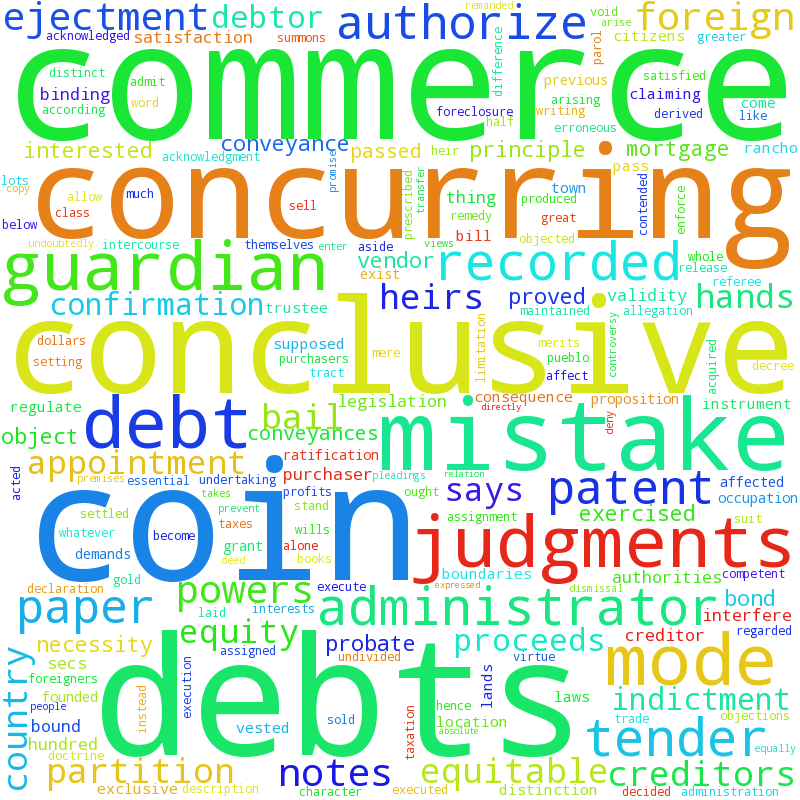 ejectment debtor authorize remanded void arise foreign
acknowledged satisfaction summons difference parol citizens greater
commerce
distinct admit previous satisfied
binding claiming come
according word foreclosure writing arising derived like
half erroneous
interested conveyance passed heir principle mortgage rancho
acknowledgment
concurring
lots promise prescribed transfer pass contended enforce
copy allow much thing produced town
class sell remedy great
below bill
undoubtedly intercourse themselves enter aside views objected whole
guardian vendor recorded release
exist referee
confirmation trustee heirs proved validity hands
maintained allegation
conclusive
dollars supposed limitation merits controversy acquired
setting purchasers mere pueblo decree
tract affect
regulate debt legislation consequence directly proposition deny instrument
object bail conveyances mistake
appointment ratification
acted premises essential undertaking purchaser pleadings relation says patent affected
coin
takes profits ought occupation
settled prevent stand exercised
whatever taxes wills assignment suit
become alone judgments
demands grant books
deed
declaration gold execute boundaries authorities competent
powers expressed dismissal
paper laid interests administrator bond
interfere
necessity equity probate proceeds creditor regarded
country assigned
secs undivided virtue mode
foreigners execution debts lands laws
founded people instead hence indictment
bound vested sold location trade objections
taxation absolute
hundred tender equally
doctrine
partition notes equitable creditors
exclusive description character executed distinction decided administration